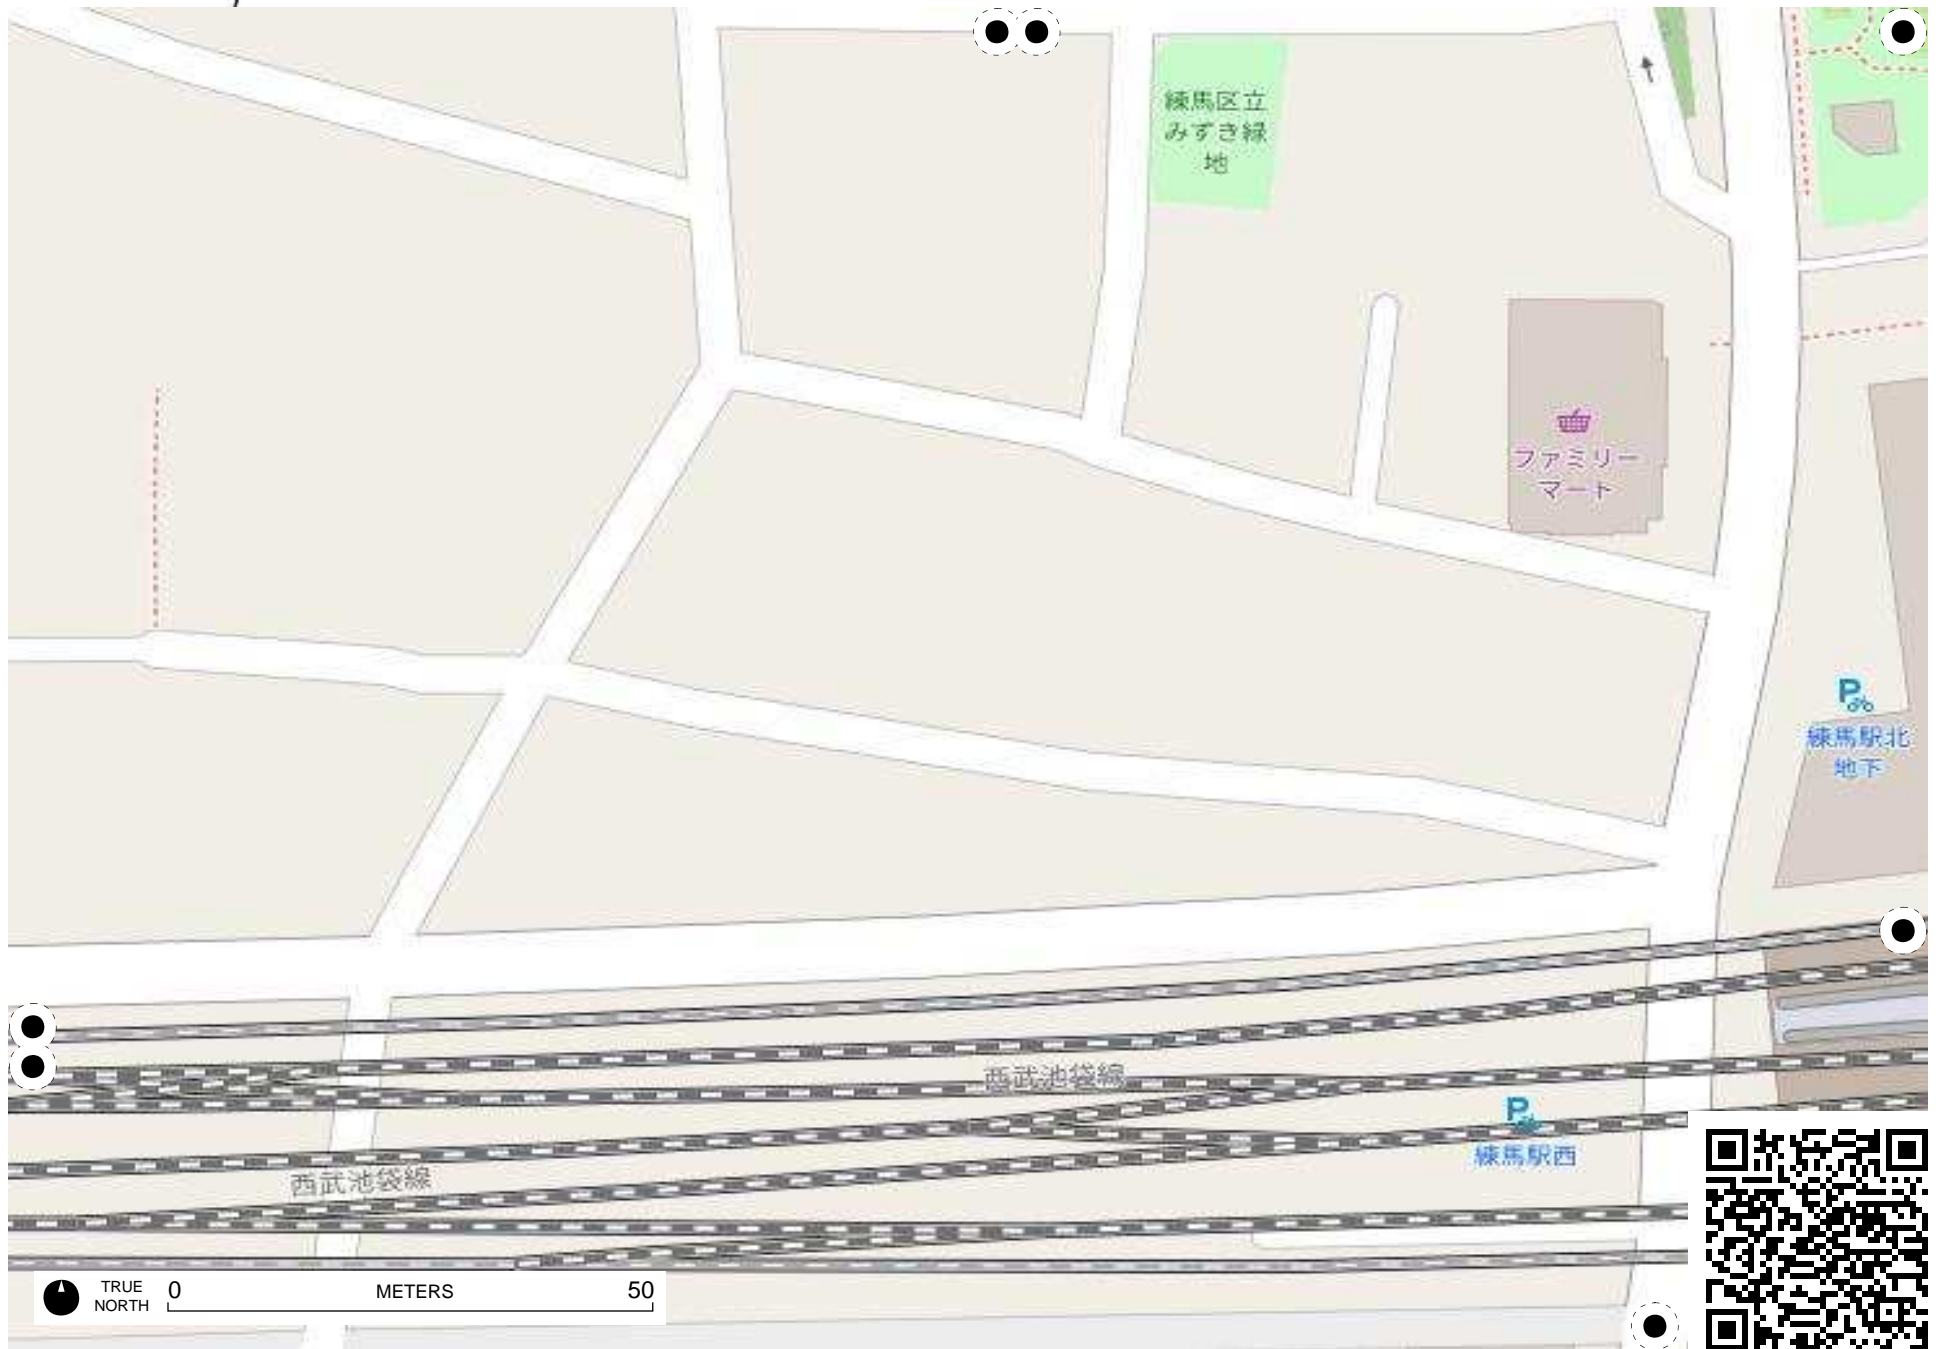 練馬区立
みずき緑
地
ファミリー
マート
練馬駅北
地下
西武池袋線
練馬駅西
西武池袋線
TRUE
NORTH
0
METERS
50